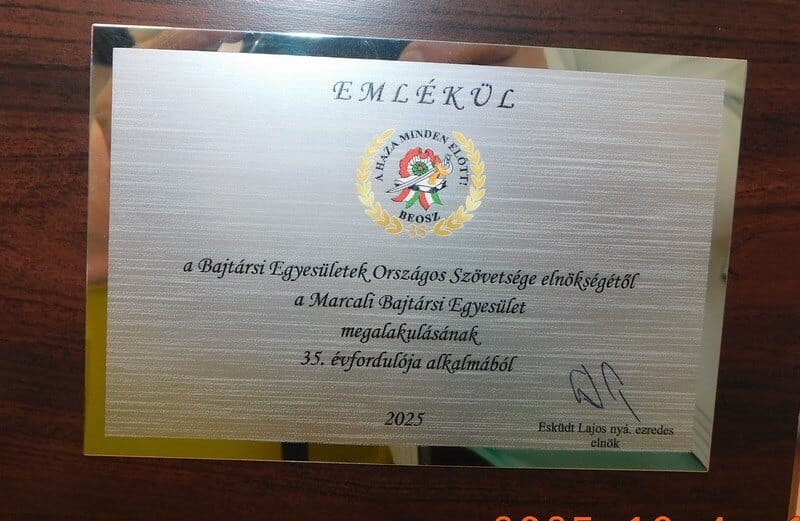 EMLÉKÜL
A HAZA MINDEN ELŐTT!
BEOSZ
35
a Bajtársi Egyesületek Országos Szövetsége elnökségétől
a Marcali Bajtársi Egyesület
megalakulásának
35. évfordulója alkalmából
2025
Esküdt Lajos nyá. ezredes
elnök